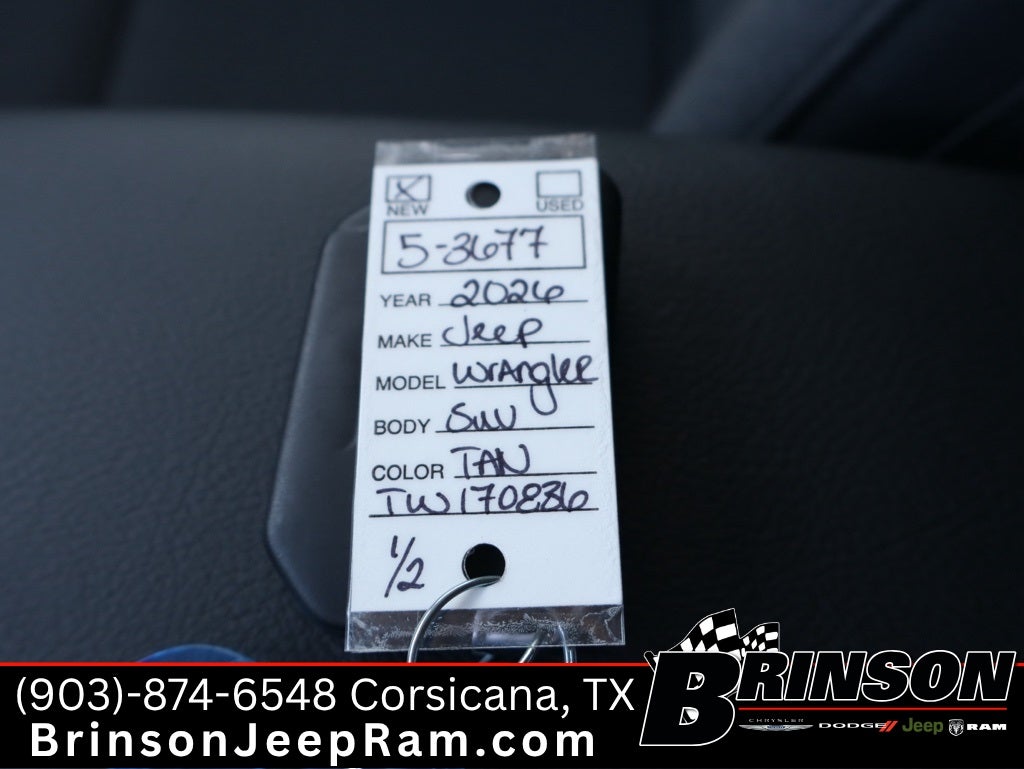 NEW USED
5-3677
YEAR 2026
MAKE Jeep
MODEL WrAngler
BODY SUV
COLOR TAN
TW170836
1/2
(903)-874-6548 Corsicana, TX
BrinsonJeepRam.com
BRINSON
CHRYSLER DODGE// Jeep RAM